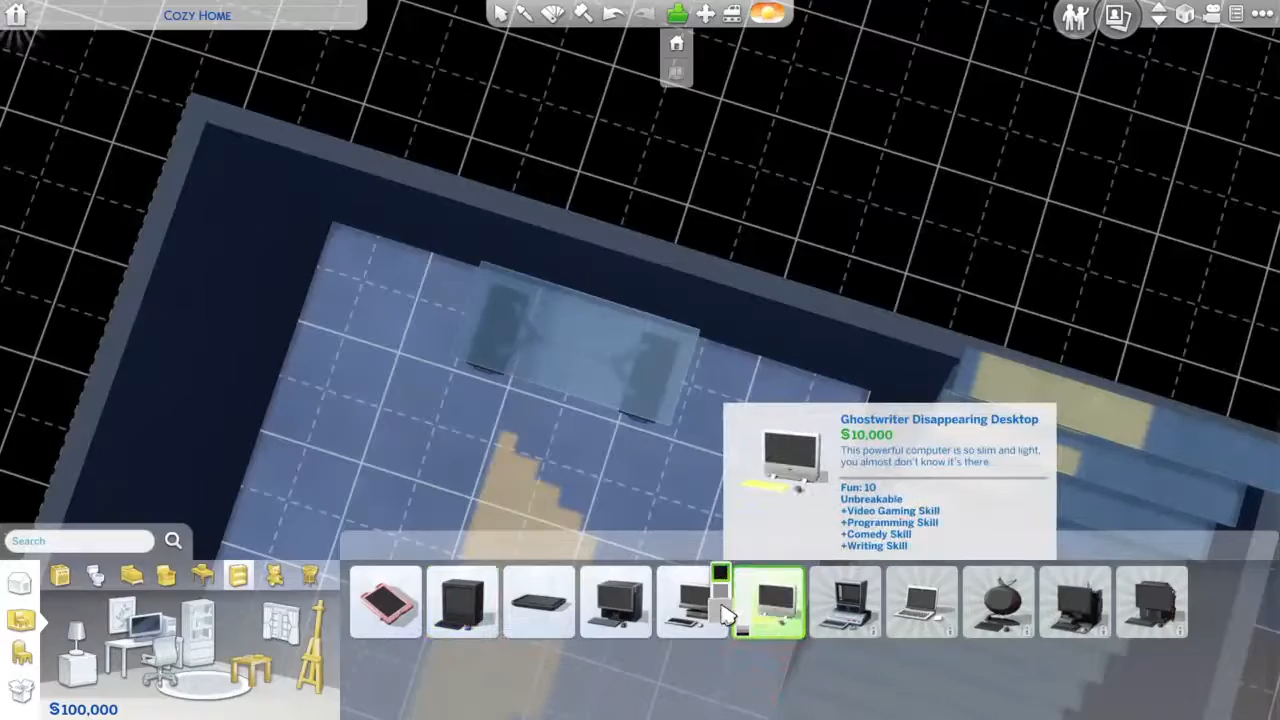 COZY HOME
Ghostwriter Disappearing Desktop
§10,000
This powerful computer is so slim and light,
you almost don't know it's there.
Fun: 10
Unbreakable
+Video Gaming Skill
+Programming Skill
+Comedy Skill
+Writing Skill
Search
§100,000